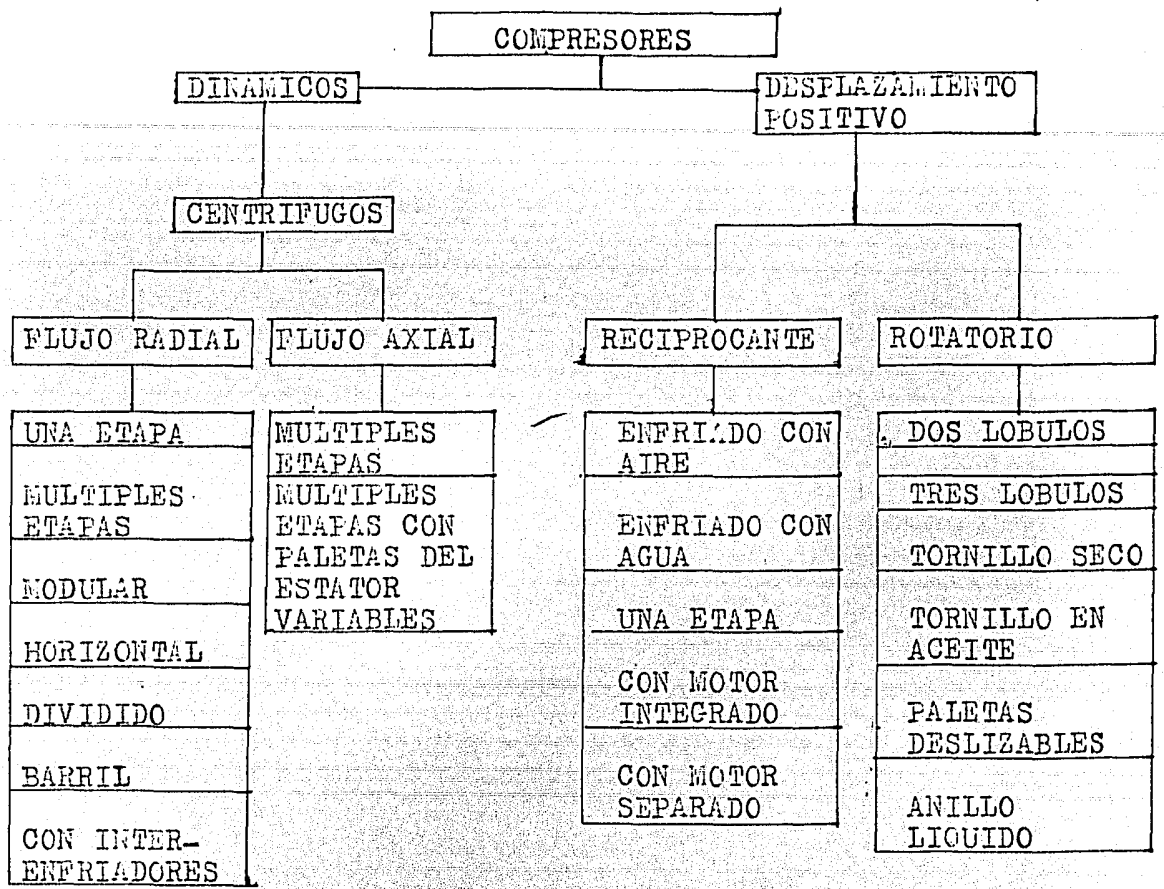 COMPRESORES
DINAMICOS
DESPLAZAMIENTO
POSITIVO
CENTRIFUGOS
FLUJO RADIAL
FLUJO AXIAL
RECIPROCANTE
ROTATORIO
UNA ETAPA
MULTIPLES
ETAPAS
MODULAR
HORIZONTAL
DIVIDIDO
BARRIL
CON INTER-
ENFRIADORES
MULTIPLES
ETAPAS
MULTIPLES
ETAPAS CON
PALETAS DEL
ESTATOR
VARIABLES
ENFRIADO CON
AIRE
ENFRIADO CON
AGUA
UNA ETAPA
CON MOTOR
INTEGRADO
CON MOTOR
SEPARADO
DOS LOBULOS
TRES LOBULOS
TORNILLO SECO
TORNILLO EN
ACEITE
PALETAS
DESLIZABLES
ANILLO
LIQUIDO